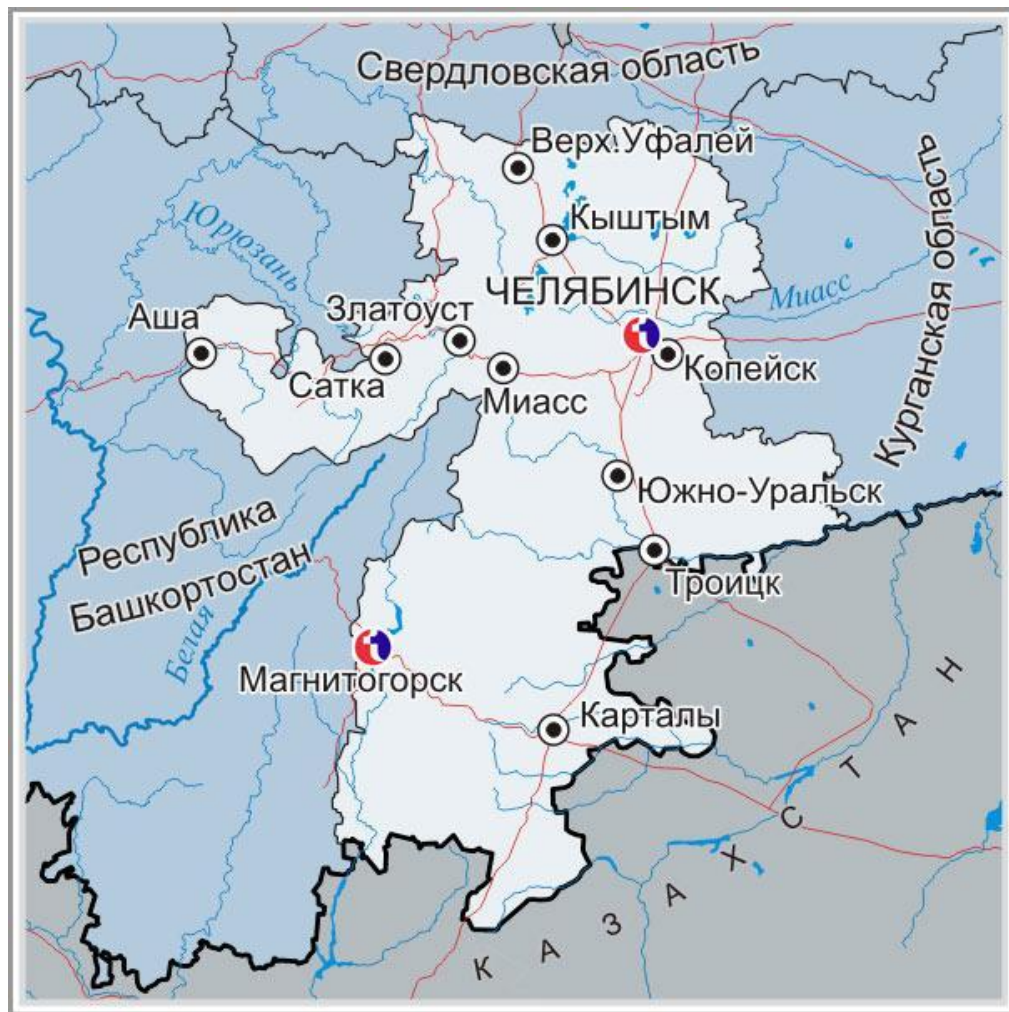 Свердловская область
Верх.Уфалей
Курганская область
Юрюзань
Кыштым
ЧЕЛЯБИНСК
Миасс
Аша
Златоуст
Сатка
Миасс
Копейск
Южно-Уральск
Республика
Башкортостан
Троицк
Белая
Магнитогорск
Карталы
КАЗАХСТАН